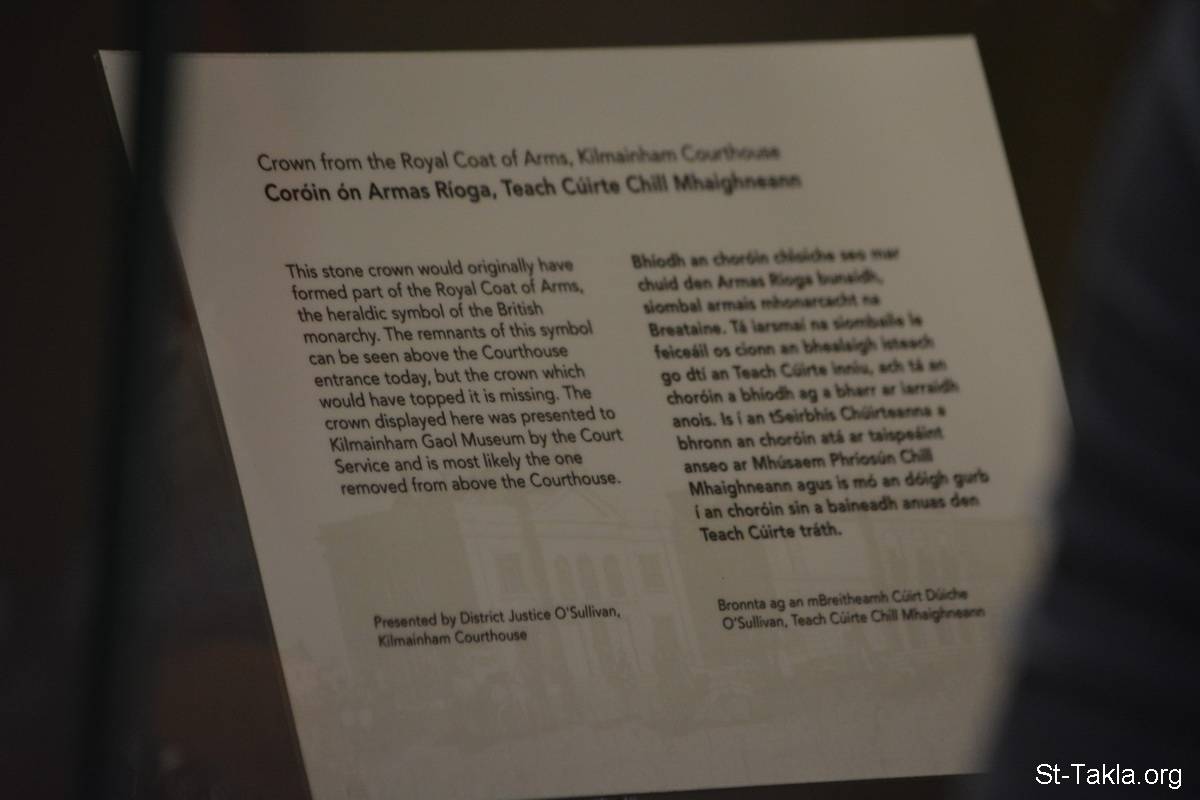 Crown from the Royal Coat of Arms, Kilmainham Courthouse
Coróin ón Armas Ríoga, Teach Cúirte Chill Mhaighneann
This stone crown would originally have
formed part of the Royal Coat of Arms,
the heraldic symbol of the British
monarchy. The remnants of this symbol
can be seen above the Courthouse
entrance today, but the crown which
would have topped it is missing. The
crown displayed here was presented to
Kilmainham Gaol Museum by the Court
Service and is most likely the one
removed from above the Courthouse.
Presented by District Justice O'Sullivan,
Kilmainham Courthouse
Bhíodh an choróin chloiche seo mar
chuid den Armas Ríoga bunaidh,
siombal armais mhonarcacht na
Breataine. Tá iarsmaí na siombaile le
feiceáil os cionn an bhealaigh isteach
go dtí an Teach Cúirte inniu, ach tá an
choróin a bhíodh ag a bharr ar iarraidh
anois. Is í an tSeirbhís Chúirteanna a
bhronn an choróin atá ar taispeáint
anseo ar Mhúsaem Phríosún Chill
Mhaighneann agus is mó an dóigh gurb
í an choróin sin a baineadh anuas den
Teach Cúirte tráth.
Bronnta ag an mBreitheamh Cúirt Dúiche
O'Sullivan, Teach Cúirte Chill Mhaighneann
St-Takla.org